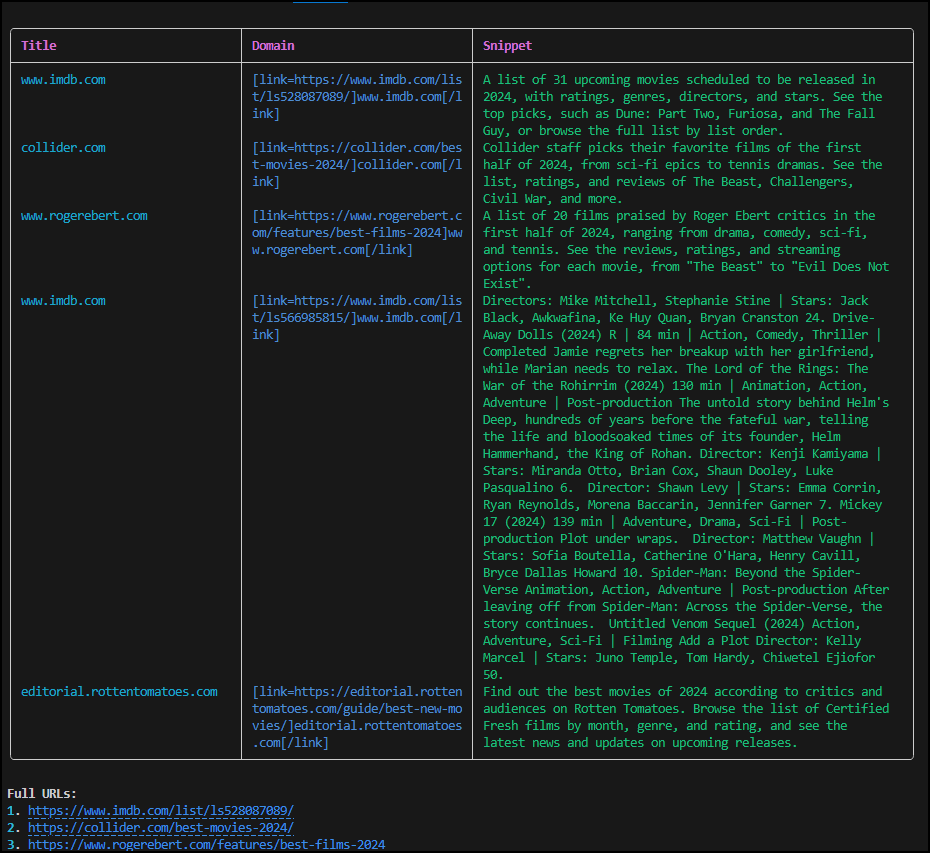 Title Domain Snippet
www.imdb.com [link=https://www.imdb.com/lis A list of 31 upcoming movies scheduled to be released in
t/ls528087089/]www.imdb.com[/l 2024, with ratings, genres, directors, and stars. See the
ink] top picks, such as Dune: Part Two, Furiosa, and The Fall
Guy, or browse the full list by list order.
collider.com [link=https://collider.com/bes Collider staff picks their favorite films of the first
t-movies-2024/]collider.com[/l half of 2024, from sci-fi epics to tennis dramas. See the
ink] list, ratings, and reviews of The Beast, Challengers,
Civil War, and more.
www.rogerebert.com [link=https://www.rogerebert.c A list of 20 films praised by Roger Ebert critics in the
om/features/best-films-2024]ww first half of 2024, ranging from drama, comedy, sci-fi,
w.rogerebert.com[/link] and tennis. See the reviews, ratings, and streaming
options for each movie, from "The Beast" to "Evil Does Not
Exist".
www.imdb.com [link=https://www.imdb.com/lis Directors: Mike Mitchell, Stephanie Stine | Stars: Jack
t/ls566985815/]www.imdb.com[/l Black, Awkwafina, Ke Huy Quan, Bryan Cranston 24. Drive-
ink] Away Dolls (2024) R | 84 min | Action, Comedy, Thriller |
Completed Jamie regrets her breakup with her girlfriend,
while Marian needs to relax. The Lord of the Rings: The
War of the Rohirrim (2024) 130 min | Animation, Action,
Adventure | Post-production The untold story behind Helm's
Deep, hundreds of years before the fateful war, telling
the life and bloodsoaked times of its founder, Helm
Hammerhand, the King of Rohan. Director: Kenji Kamiyama |
Stars: Miranda Otto, Brian Cox, Shaun Dooley, Luke
Pasqualino 6.  Director: Shawn Levy | Stars: Emma Corrin,
Ryan Reynolds, Morena Baccarin, Jennifer Garner 7. Mickey
17 (2024) 139 min | Adventure, Drama, Sci-Fi | Post-
production Plot under wraps.  Director: Matthew Vaughn |
Stars: Sofia Boutella, Catherine O'Hara, Henry Cavill,
Bryce Dallas Howard 10. Spider-Man: Beyond the Spider-
Verse Animation, Action, Adventure | Post-production After
leaving off from Spider-Man: Across the Spider-Verse, the
story continues.  Untitled Venom Sequel (2024) Action,
Adventure, Sci-Fi | Filming Add a Plot Director: Kelly
Marcel | Stars: Juno Temple, Tom Hardy, Chiwetel Ejiofor
50.
editorial.rottentomatoes.com [link=https://editorial.rotten Find out the best movies of 2024 according to critics and
tomatoes.com/guide/best-new-mo audiences on Rotten Tomatoes. Browse the list of Certified
vies/]editorial.rottentomatoes Fresh films by month, genre, and rating, and see the
.com[/link] latest news and updates on upcoming releases.
Full URLs:
1. https://www.imdb.com/list/ls528087089/
2. https://collider.com/best-movies-2024/
3. https://www.rogerebert.com/features/best-films-2024